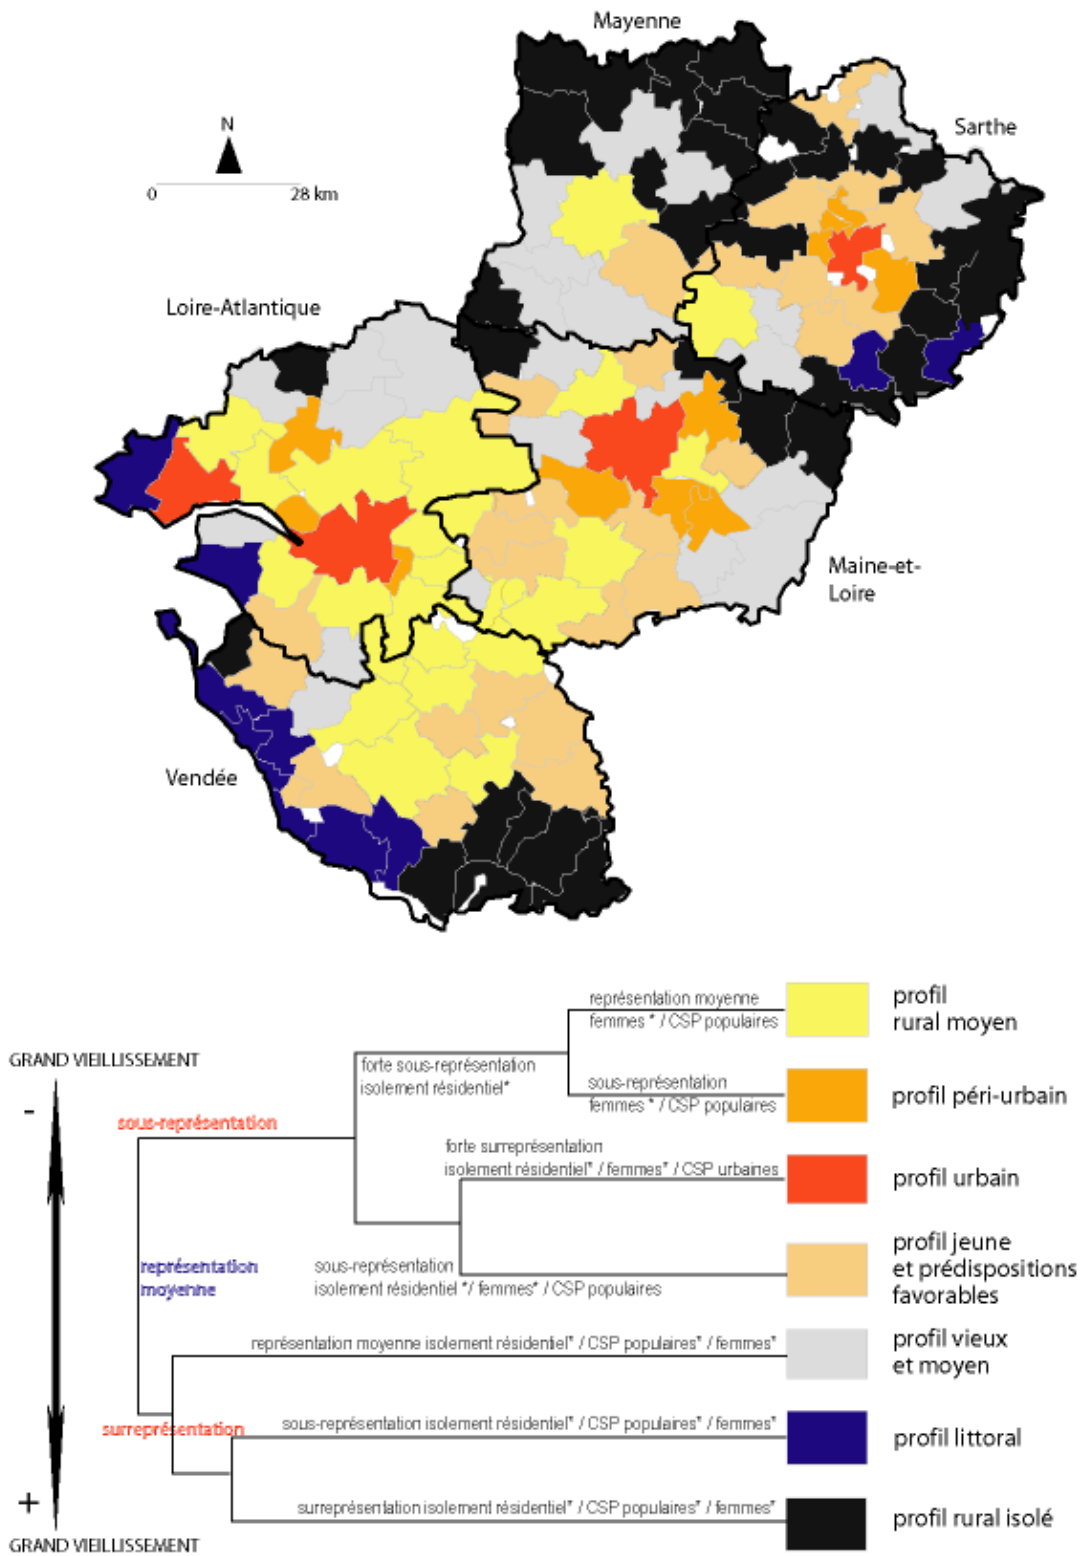 Mayenne
Sarthe
N
0
28 km
Loire-Atlantique
Maine-et-
Loire
Vendée
représentation moyenne
femmes * / CSP populaires
profil
rural moyen
GRAND VIEILLISSEMENT
-
forte sous-représentation
isolement résidentiel*
sous-représentation
femmes * / CSP populaires
profil péri-urbain
sous-représentation
forte surreprésentation
isolement résidentiel* / femmes* / CSP urbaines
profil urbain
représentation
moyenne
sous-représentation
isolement résidentiel */ femmes* / CSP populaires
profil jeune
et prédispositions
favorables
représentation moyenne isolement résidentiel* / CSP populaires* / femmes*
profil vieux
et moyen
surreprésentation
sous-représentation isolement résidentiel* / CSP populaires* / femmes*
profil littoral
+
surreprésentation isolement résidentiel* / CSP populaires* / femmes*
profil rural isolé
GRAND VIEILLISSEMENT